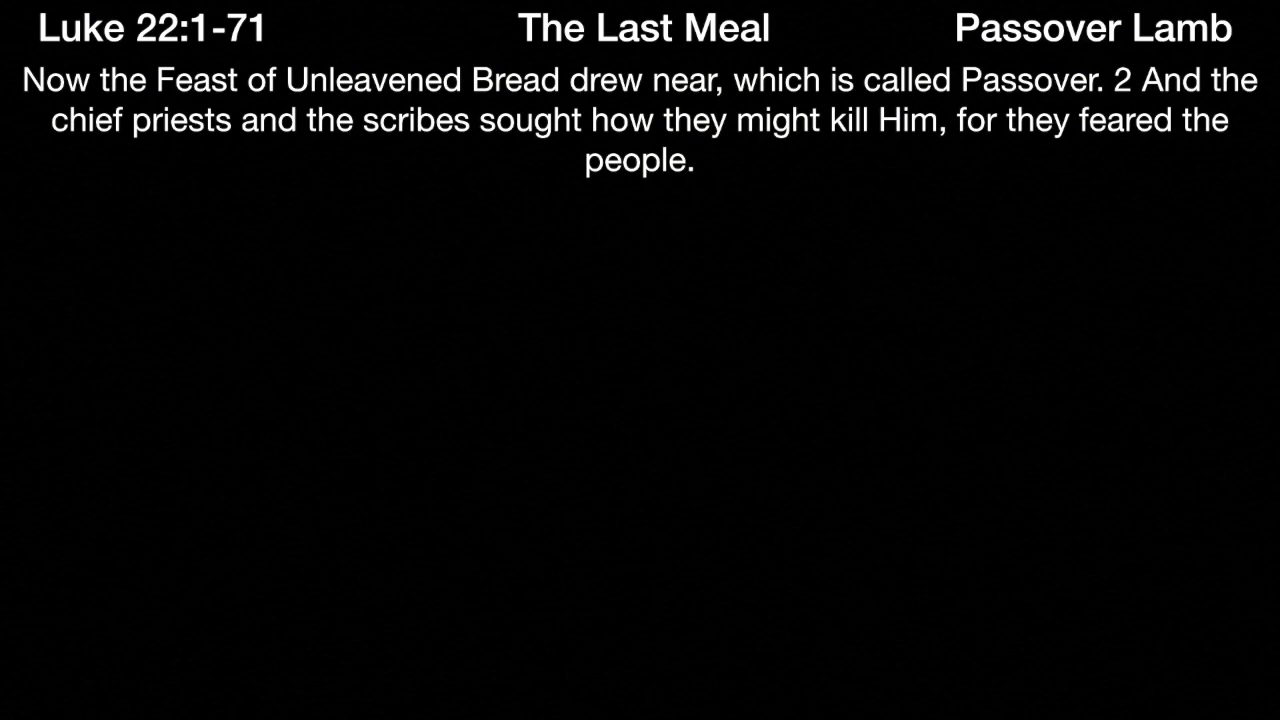 Luke 22:1-71 The Last Meal Passover Lamb
Now the Feast of Unleavened Bread drew near, which is called Passover. 2 And the
chief priests and the scribes sought how they might kill Him, for they feared the
people.